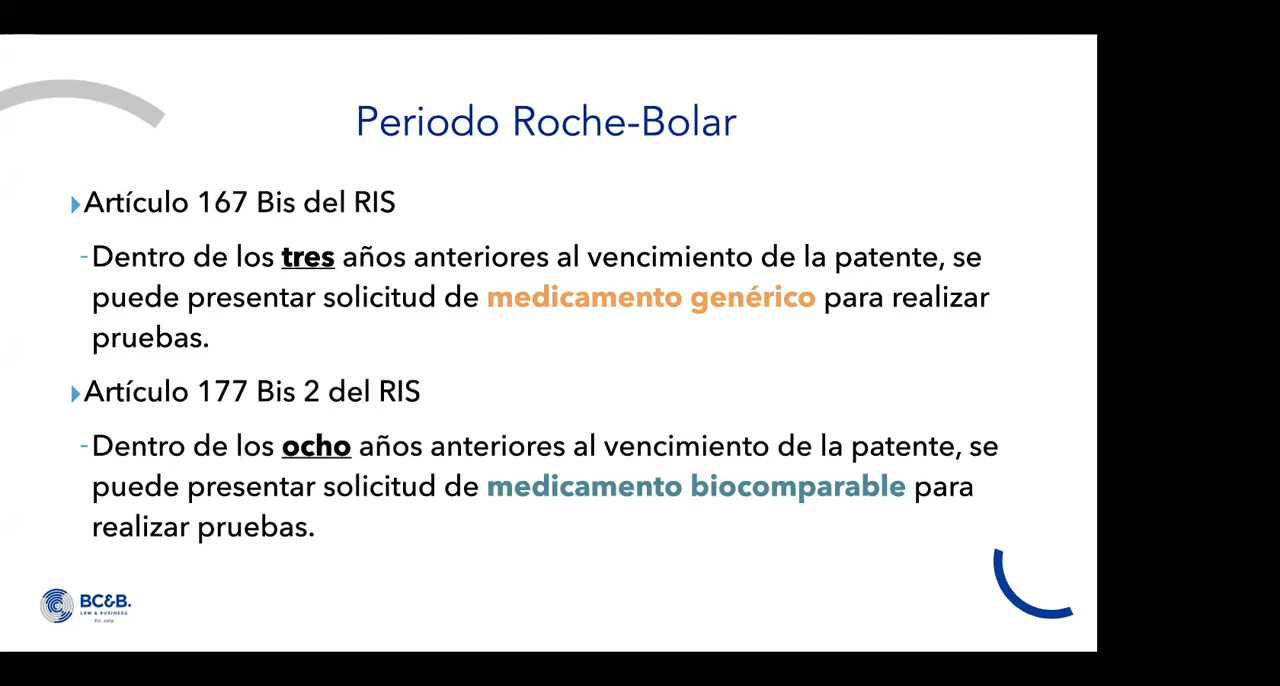 Periodo Roche-Bolar
Artículo 167 Bis del RIS
-Dentro de los tres años anteriores al vencimiento de la patente, se
puede presentar solicitud de medicamento genérico para realizar
pruebas.
Artículo 177 Bis 2 del RIS
-Dentro de los ocho años anteriores al vencimiento de la patente, se
puede presentar solicitud de medicamento biocomparable para
realizar pruebas.
BC&B.
LAW & BUSINESS